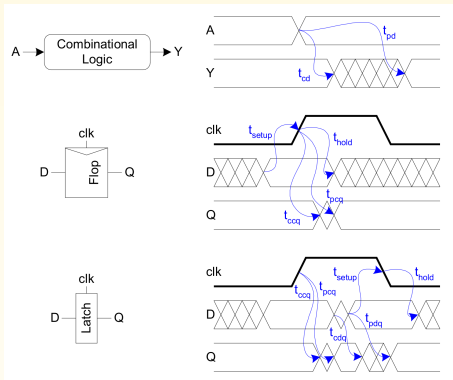 A
Combinational
Logic
Y
A
t_pd
Y
t_cd
clk
D
Flop
Q
clk
t_setup
t_hold
D
t_pcq
t_ccq
Q
clk
D
Latch
Q
clk
t_ccq
t_pcq
t_setup
t_hold
D
t_pdq
t_cdq
Q